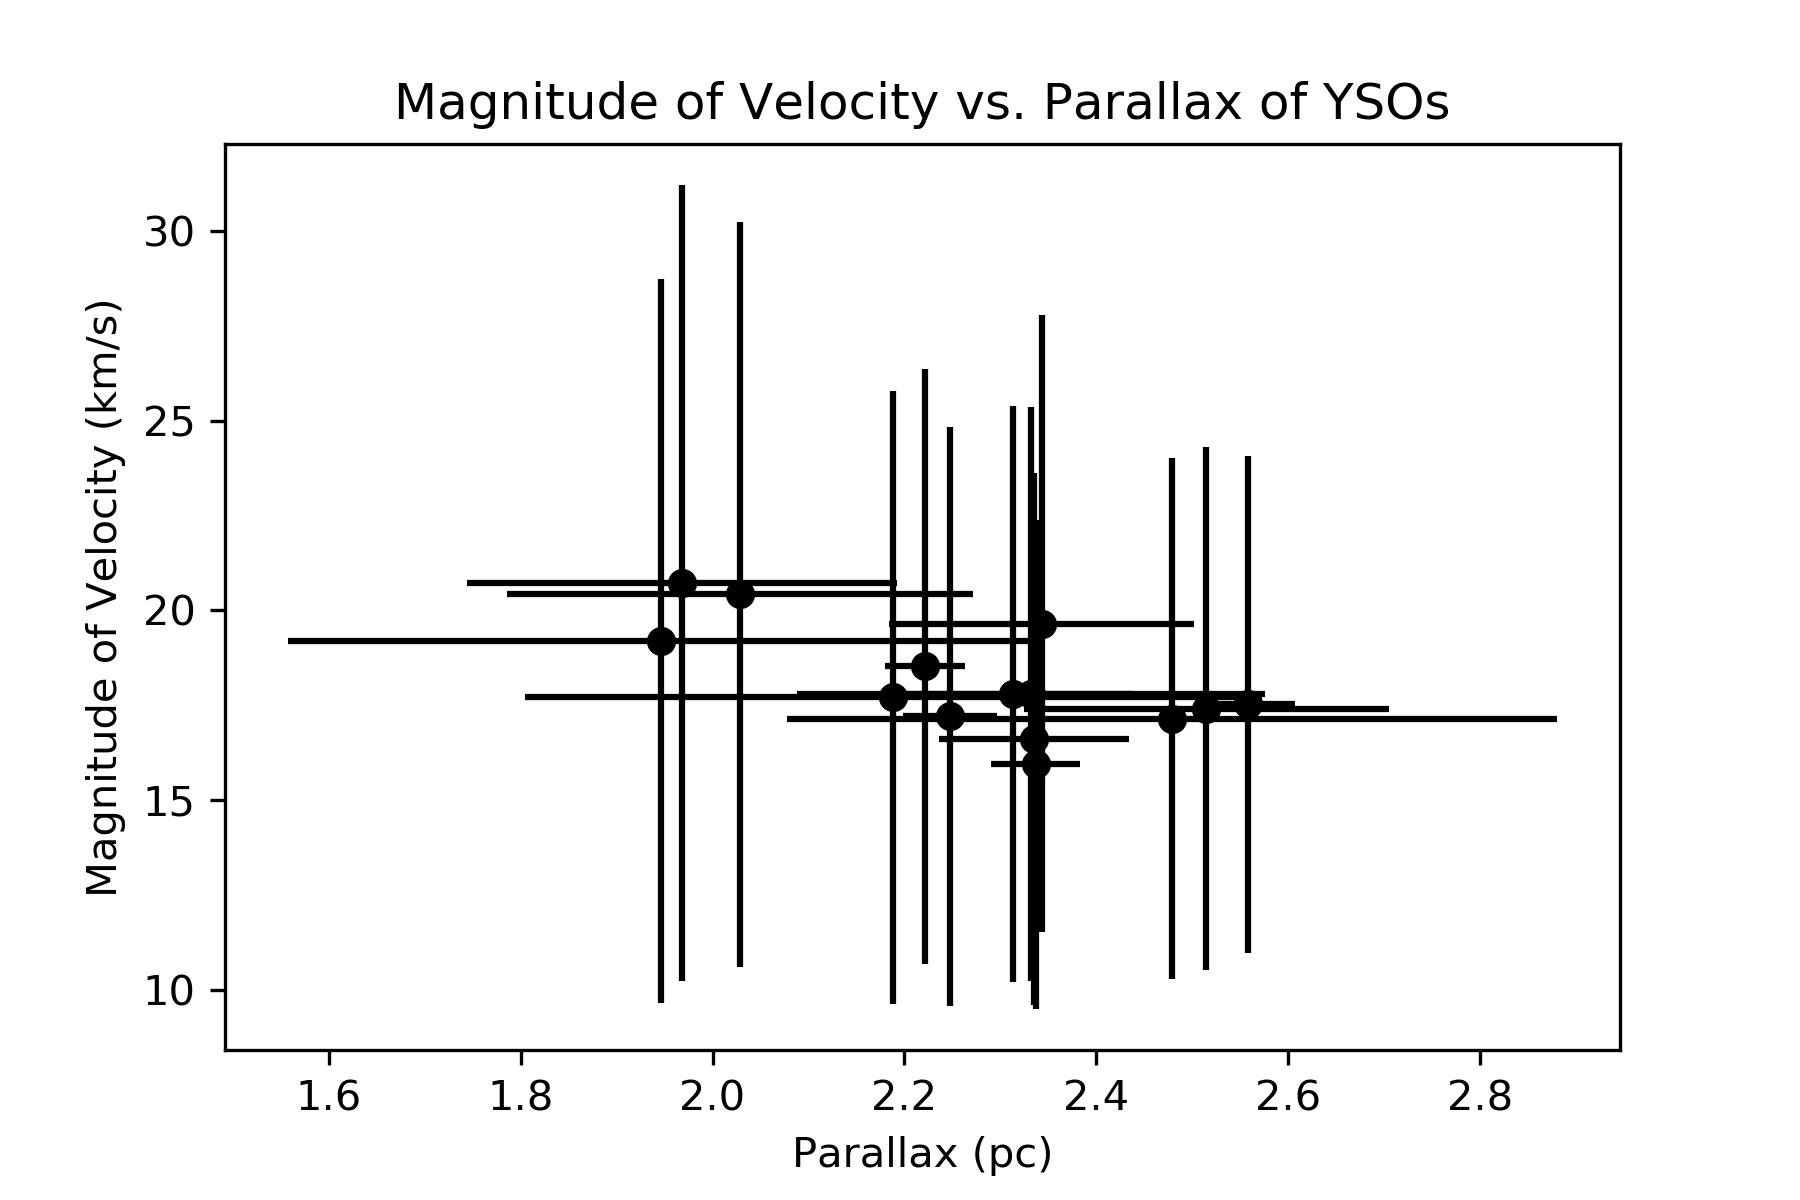 Magnitude of Velocity vs. Parallax of YSOs
Magnitude of Velocity (km/s)
30
25
20
15
10
1.6 1.8 2.0 2.2 2.4 2.6 2.8
Parallax (pc)